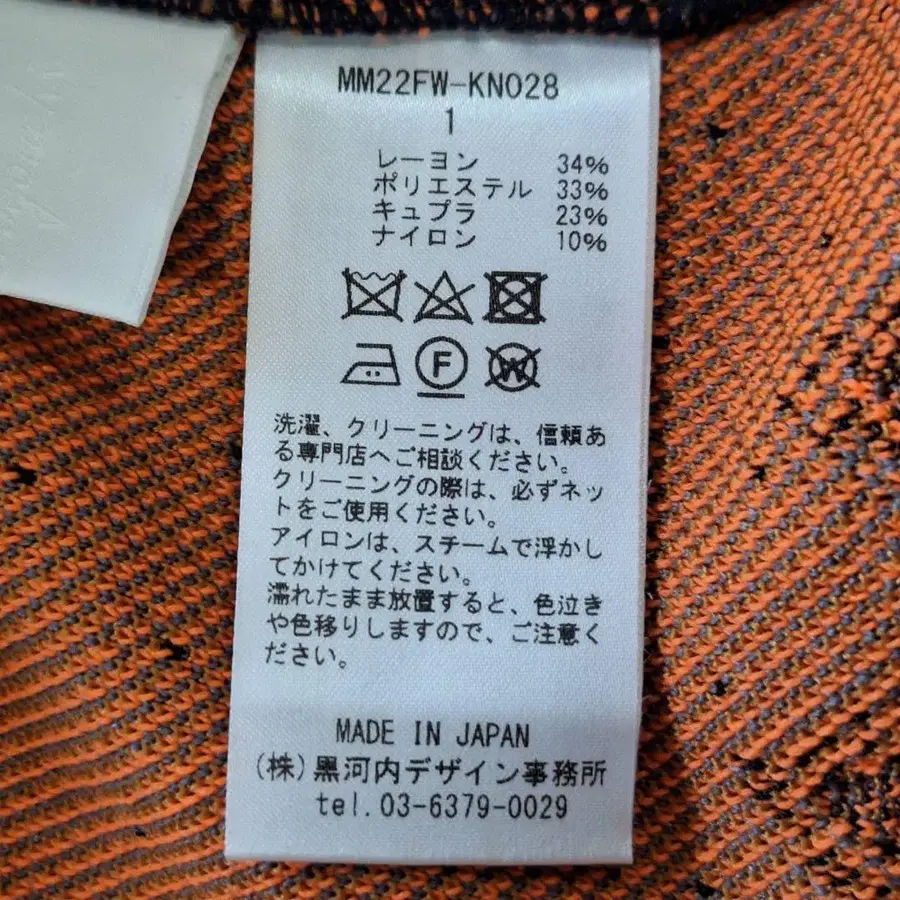 MM22FW-KN028
1
レーヨン 34%
ポリエステル 33%
キュプラ 23%
ナイロン 10%
F
W
洗濯、クリーニングは、信頼あ
る専門店へご相談ください。
クリーニングの際は、必ずネッ
トをご使用ください。
アイロンは、スチームで浮かし
てかけてください。
濡れたまま放置すると、色泣き
や色移りしますので、ご注意く
ださい。
MADE IN JAPAN
(株)黒河内デザイン事務所
tel.03-6379-0029